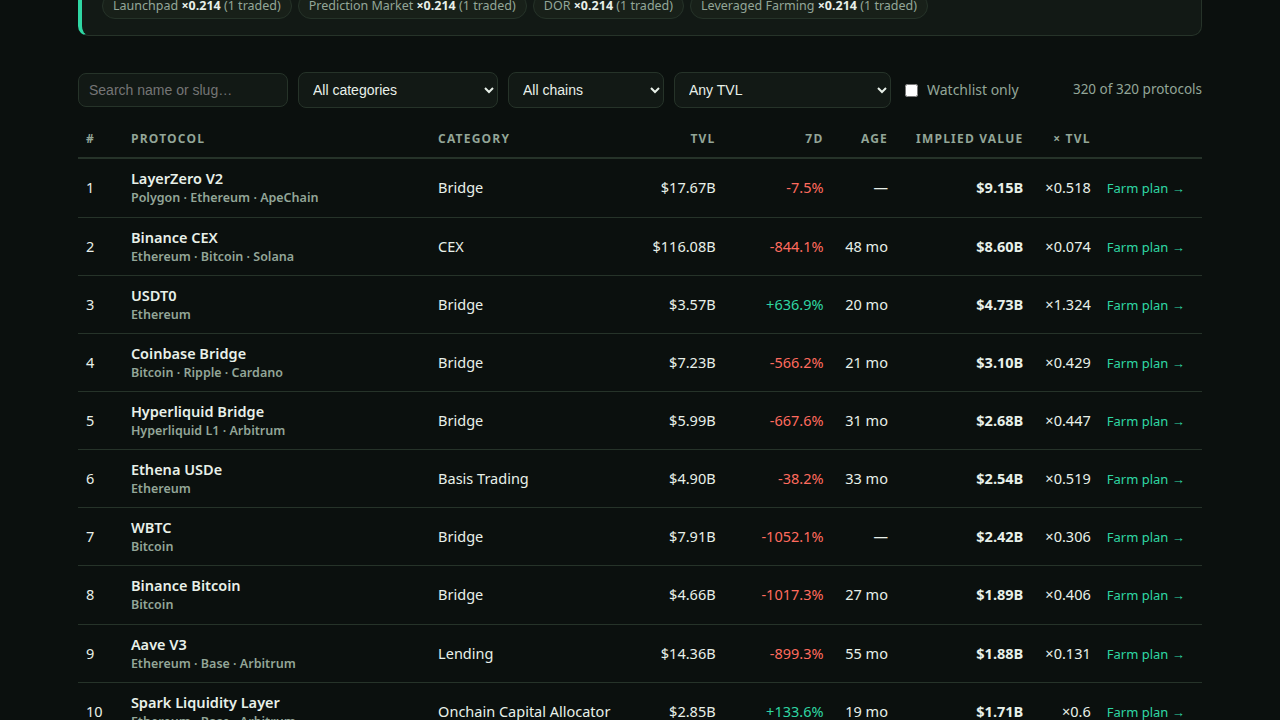 Launchpad ×0.214 (1 traded) Prediction Market ×0.214 (1 traded) DOR ×0.214 (1 traded) Leveraged Farming ×0.214 (1 traded)
Search name or slug… All categories All chains Any TVL Watchlist only 320 of 320 protocols
# PROTOCOL CATEGORY TVL 7D AGE IMPLIED VALUE × TVL
1 LayerZero V2 Bridge $17.67B -7.5% — $9.15B ×0.518 Farm plan →
Polygon · Ethereum · ApeChain
2 Binance CEX CEX $116.08B -844.1% 48 mo $8.60B ×0.074 Farm plan →
Ethereum · Bitcoin · Solana
3 USDT0 Bridge $3.57B +636.9% 20 mo $4.73B ×1.324 Farm plan →
Ethereum
4 Coinbase Bridge Bridge $7.23B -566.2% 21 mo $3.10B ×0.429 Farm plan →
Bitcoin · Ripple · Cardano
5 Hyperliquid Bridge Bridge $5.99B -667.6% 31 mo $2.68B ×0.447 Farm plan →
Hyperliquid L1 · Arbitrum
6 Ethena USDe Basis Trading $4.90B -38.2% 33 mo $2.54B ×0.519 Farm plan →
Ethereum
7 WBTC Bridge $7.91B -1052.1% — $2.42B ×0.306 Farm plan →
Bitcoin
8 Binance Bitcoin Bridge $4.66B -1017.3% 27 mo $1.89B ×0.406 Farm plan →
Bitcoin
9 Aave V3 Lending $14.36B -899.3% 55 mo $1.88B ×0.131 Farm plan →
Ethereum · Base · Arbitrum
10 Spark Liquidity Layer Onchain Capital Allocator $2.85B +133.6% 19 mo $1.71B ×0.6 Farm plan →
Ethereum · Base · Arbitrum